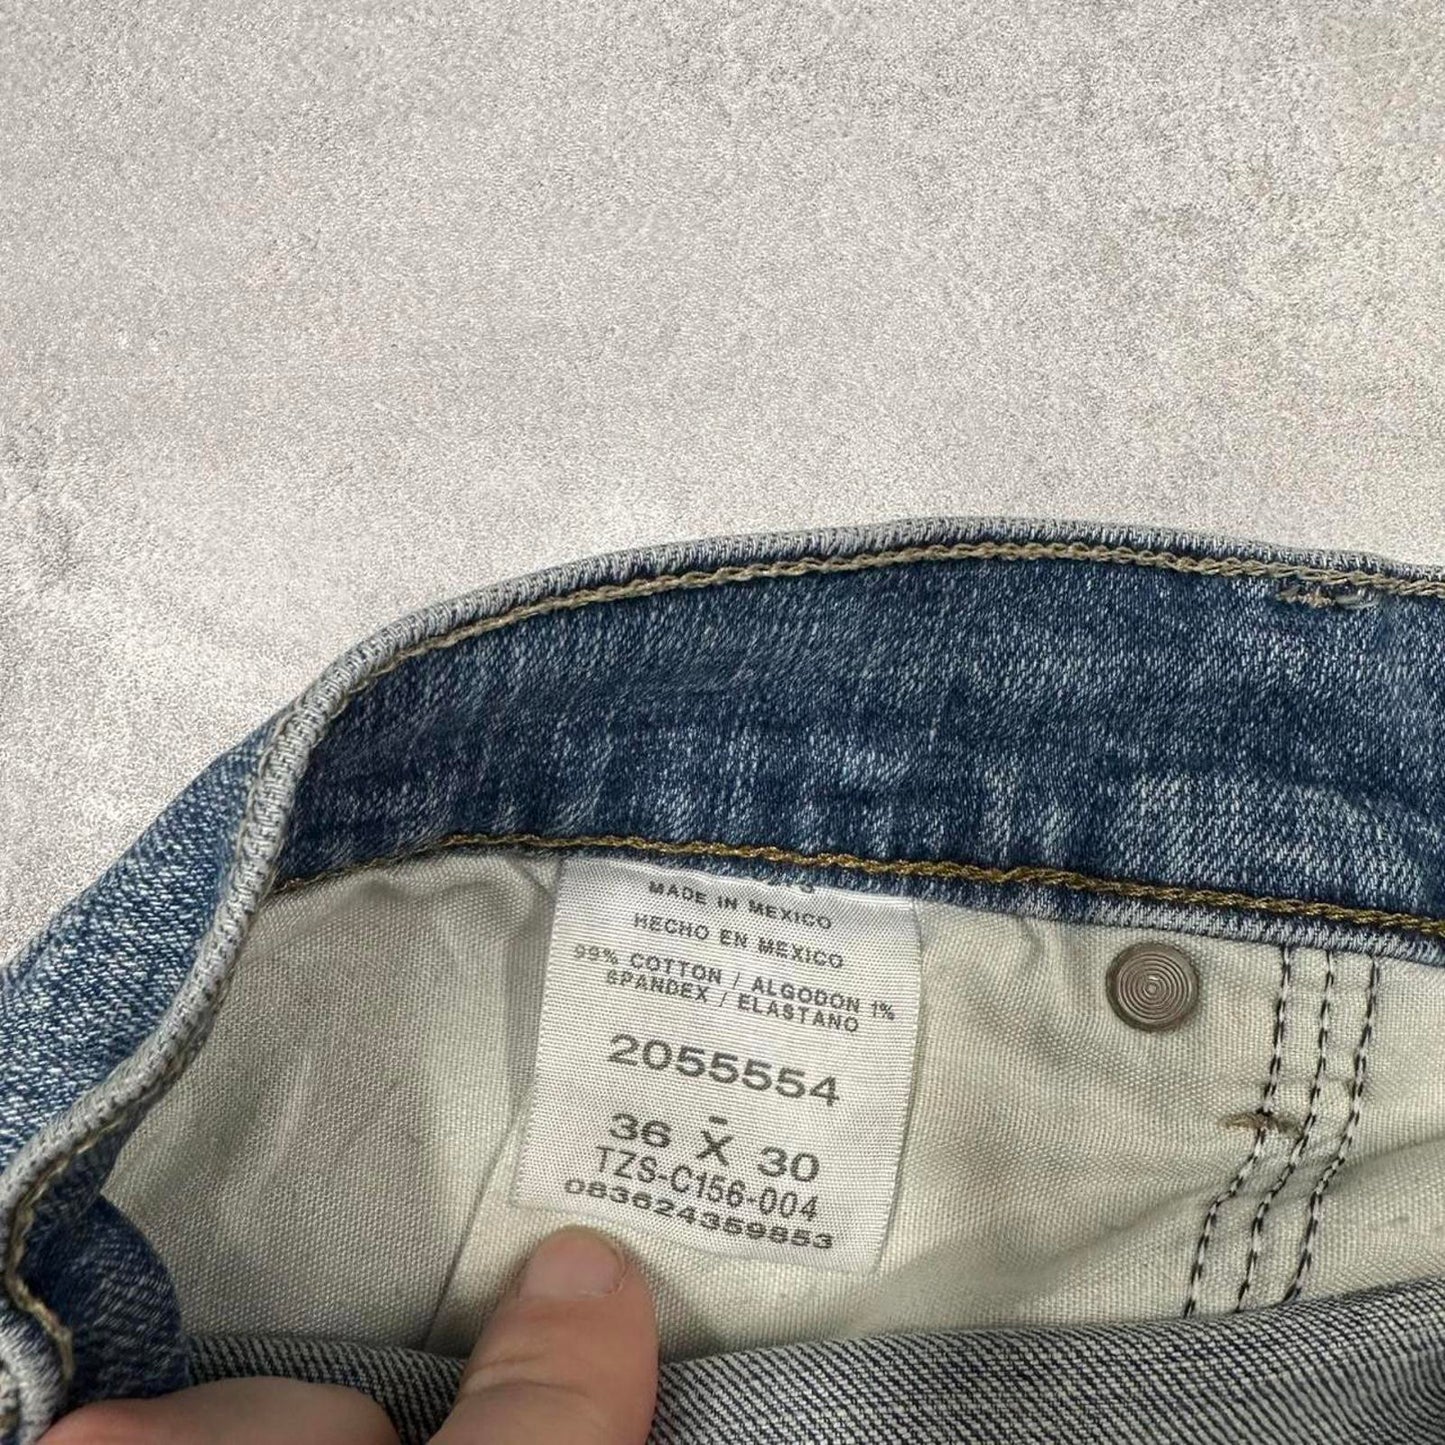 MADE IN MEXICO
HECHO EN MEXICO
99% COTTON / ALGODON 1%
SPANDEX / ELASTANO
2055554
-
36 X 30
TZS-C156-004
083624359853